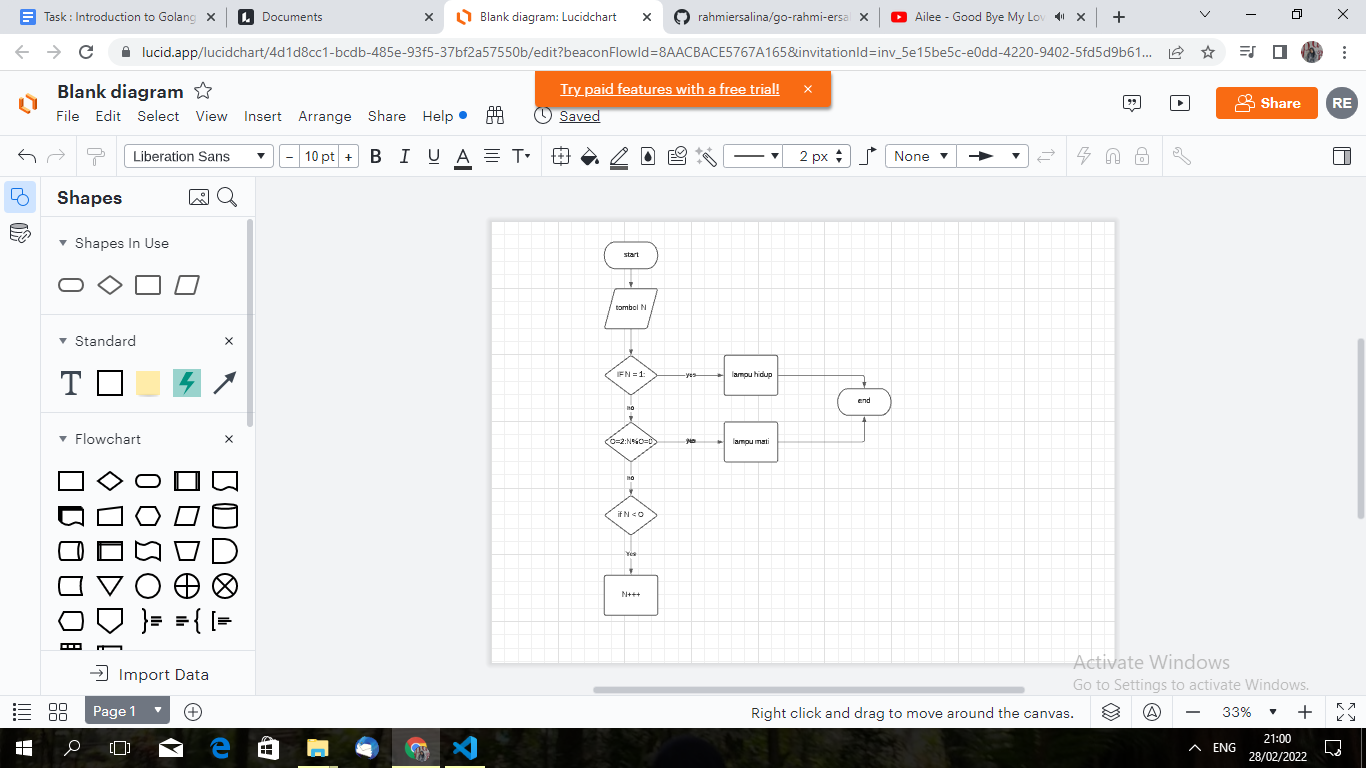 Task : Introduction to Golang
Documents
Blank diagram: Lucidchart
rahmiersalina/go-rahmi-ersal
Ailee - Good Bye My Lov
lucid.app/lucidchart/4d1d8cc1-bcdb-485e-93f5-37bf2a57550b/edit?beaconFlowId=8AACBACE5767A165&invitationId=inv_5e15be5c-e0dd-4220-9402-5fd5d9b61...
Blank diagram
Try paid features with a free trial!
File Edit Select View Insert Arrange Share Help
Saved
Share
RE
Liberation Sans
− 10 pt +
B I U A T
2 px
None
Shapes
Shapes In Use
Standard
T
Flowchart
Import Data
start
tombol N
IF N = 1:
yes
lampu hidup
end
no
O=2:N%O=0
lampu mati
no
if N < O
Yes
N+++
Activate Windows
Go to Settings to activate Windows.
Page 1
Right click and drag to move around the canvas.
33%
ENG
21:00
28/02/2022